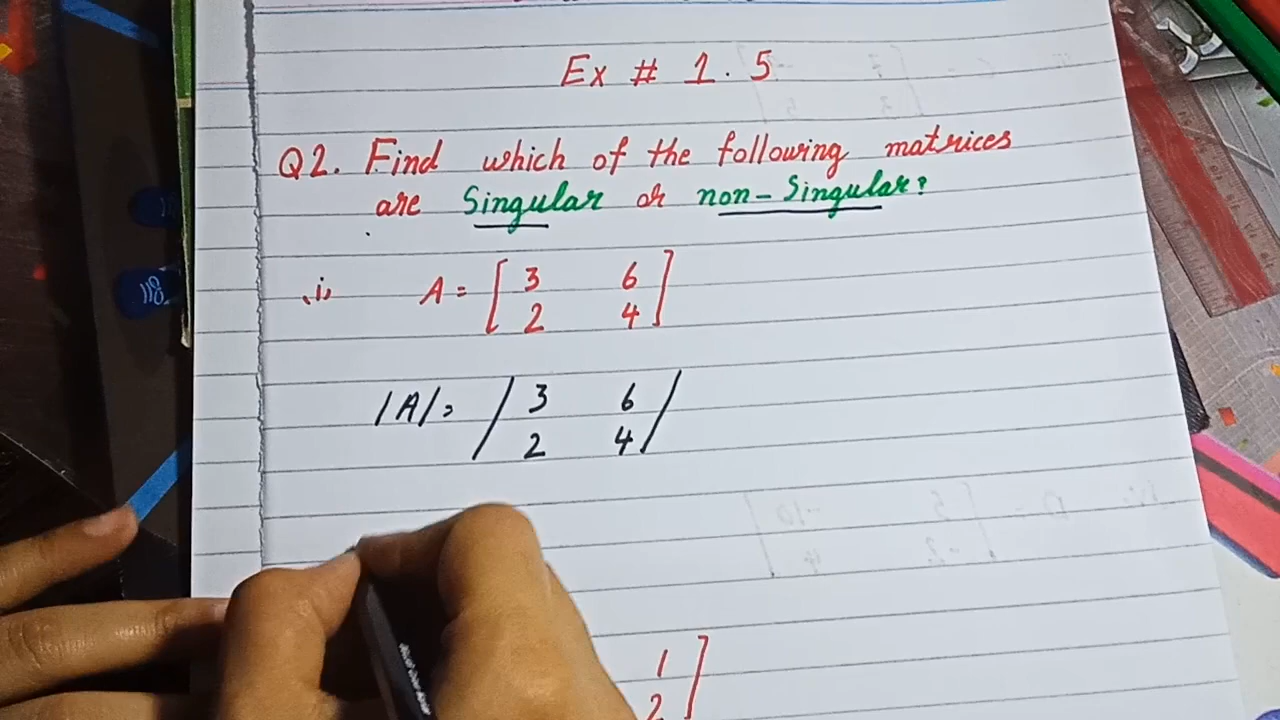 Ex # 1.5
Q2. Find which of the following matrices
are Singular or non-Singular?
(i) A = [ 3 6
2 4 ]
|A| = | 3 6
2 4 |
1 ]
2